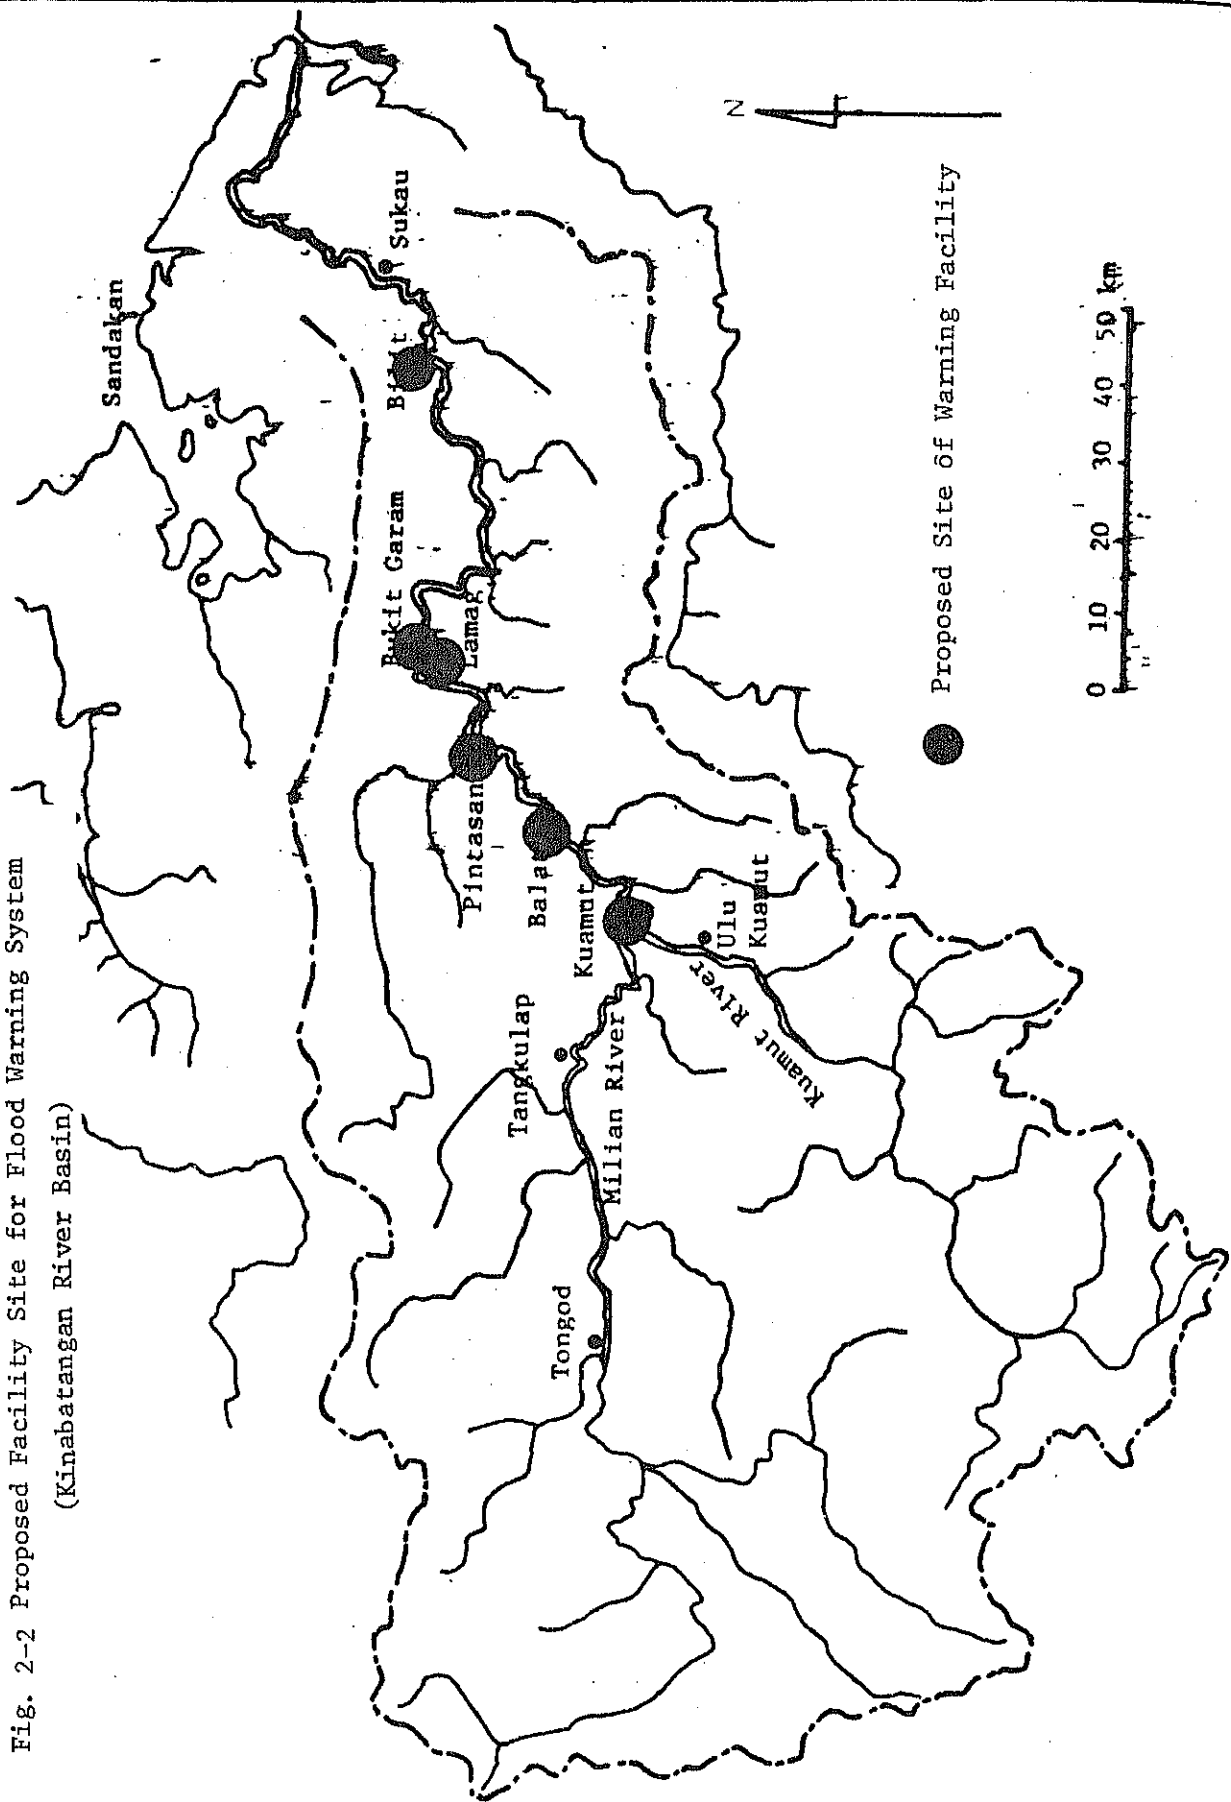 Fig. 2-2 Proposed Facility Site for Flood Warning System
(Kinabatangan River Basin)
Sandakan
N
Sukau
Bukit Garam
Lamag
Pintasan
Kuamut
Ulu
Kuamut
Kuamut River
Tangkulap
Milian River
Tongod
Proposed Site of Warning Facility
0 10 20 30 40 50 km